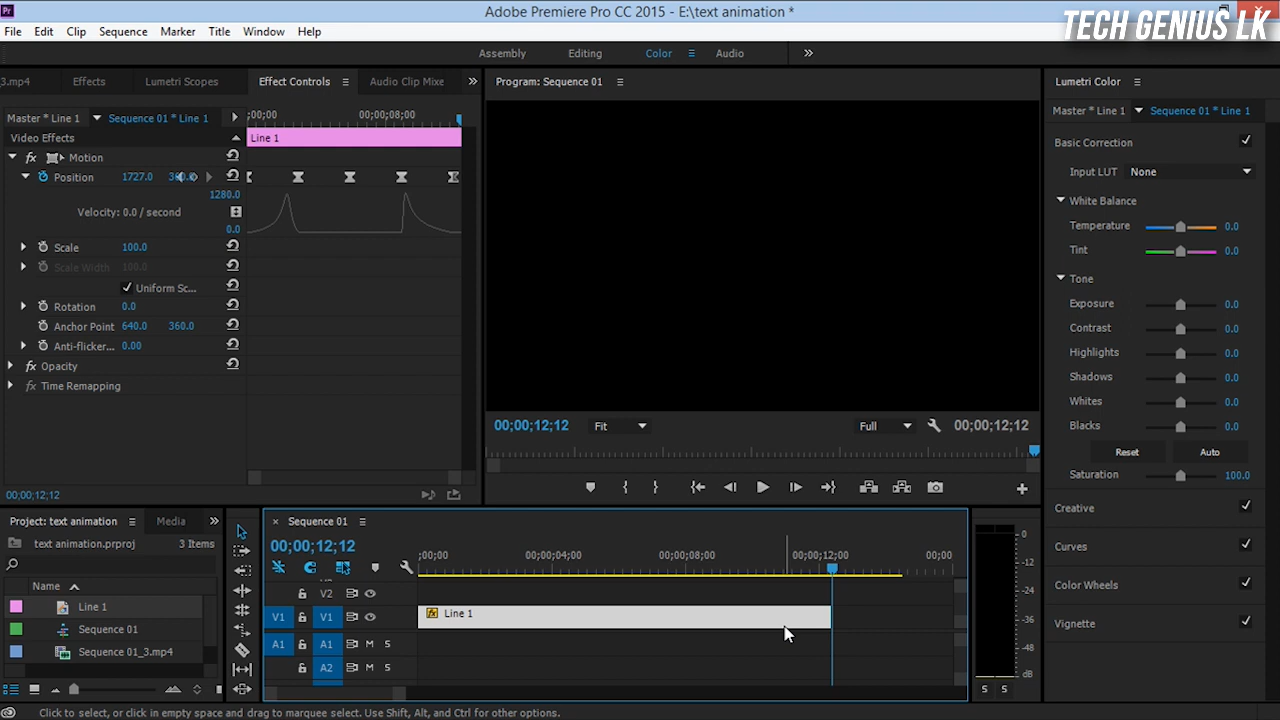 Adobe Premiere Pro CC 2015 - E:\text animation *
TECH GENIUS LK
File Edit Clip Sequence Marker Title Window Help
Assembly Editing Color Audio
3.mp4 Effects Lumetri Scopes Effect Controls Audio Clip Mixe
Program: Sequence 01
Lumetri Color
Master * Line 1 Sequence 01 * Line 1
;00;00 00;00;08;00
Video Effects
Line 1
Motion
Position 1727.0
1280.0
Velocity: 0.0 / second
0.0
Scale 100.0
Scale Width 100.0
Uniform Sc...
Rotation 0.0
Anchor Point 640.0 360.0
Anti-flicker... 0.00
fx Opacity
fx Time Remapping
00;00;12;12
00;00;12;12 Fit Full 00;00;12;12
Master * Line 1 Sequence 01 * Line 1
Basic Correction
Input LUT None
White Balance
Temperature 0.0
Tint 0.0
Tone
Exposure 0.0
Contrast 0.0
Highlights 0.0
Shadows 0.0
Whites 0.0
Blacks 0.0
Reset Auto
Saturation 100.0
Creative
Curves
Color Wheels
Vignette
Project: text animation Media
text animation.prproj 3 Items
Name
Line 1
Sequence 01
Sequence 01_3.mp4
× Sequence 01
00;00;12;12
;00;00 00;00;04;00 00;00;08;00 00;00;12;00 00;00
V2
V1 V1 fx Line 1
A1 A1 M S
A2 M S
0
-12
-24
-36
-48
dB
S S
Click to select, or click in empty space and drag to marquee select. Use Shift, Alt, and Ctrl for other options.